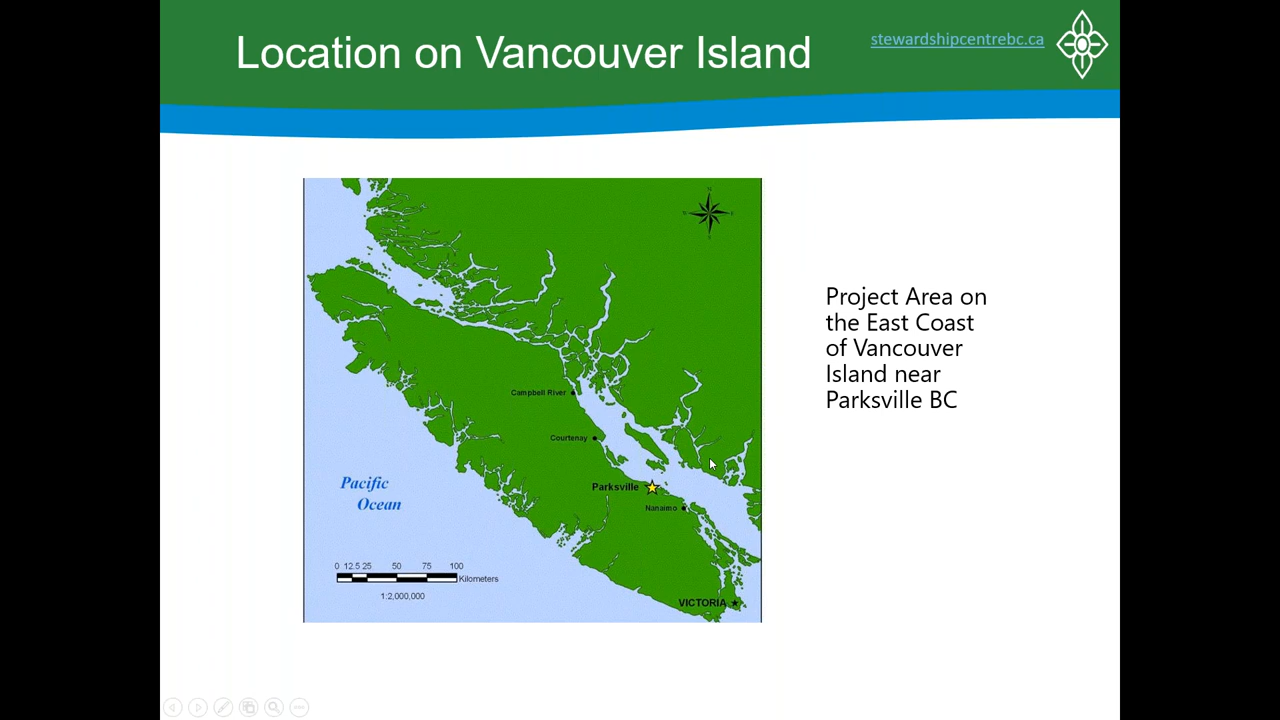 Location on Vancouver Island
stewardshipcentrebc.ca
N
Campbell River
Courtenay
Parksville
Nanaimo
Pacific
Ocean
0 12.5 25 50 75 100
Kilometers
1:2,000,000
VICTORIA
Project Area on
the East Coast
of Vancouver
Island near
Parksville BC